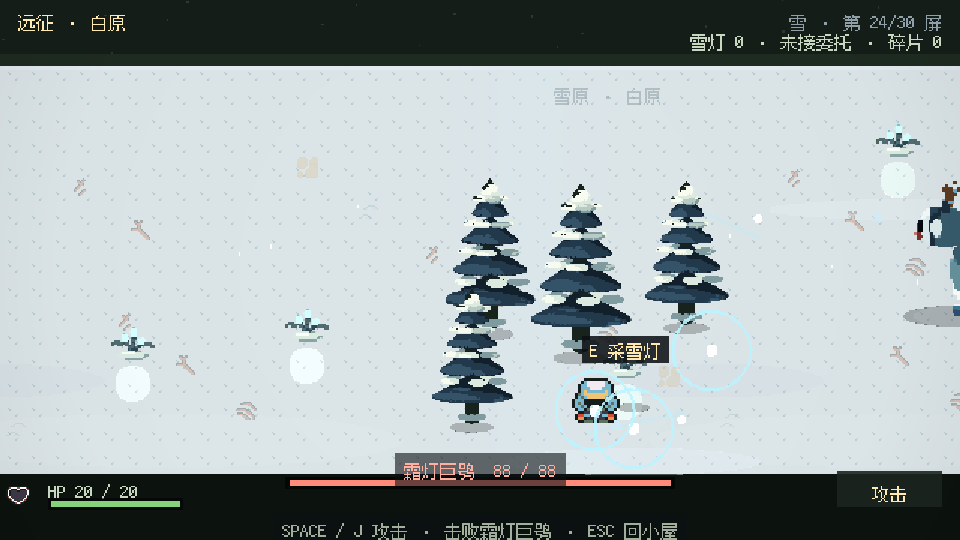 远征 · 白原
雪 · 第 24/30 屏
雪灯 0 · 未接委托 · 碎片 0
雪原 · 白原
E 采雪灯
霜灯巨鸮 88 / 88
HP 20 / 20
攻击
SPACE / J 攻击 · 击败霜灯巨鸮 · ESC 回小屋